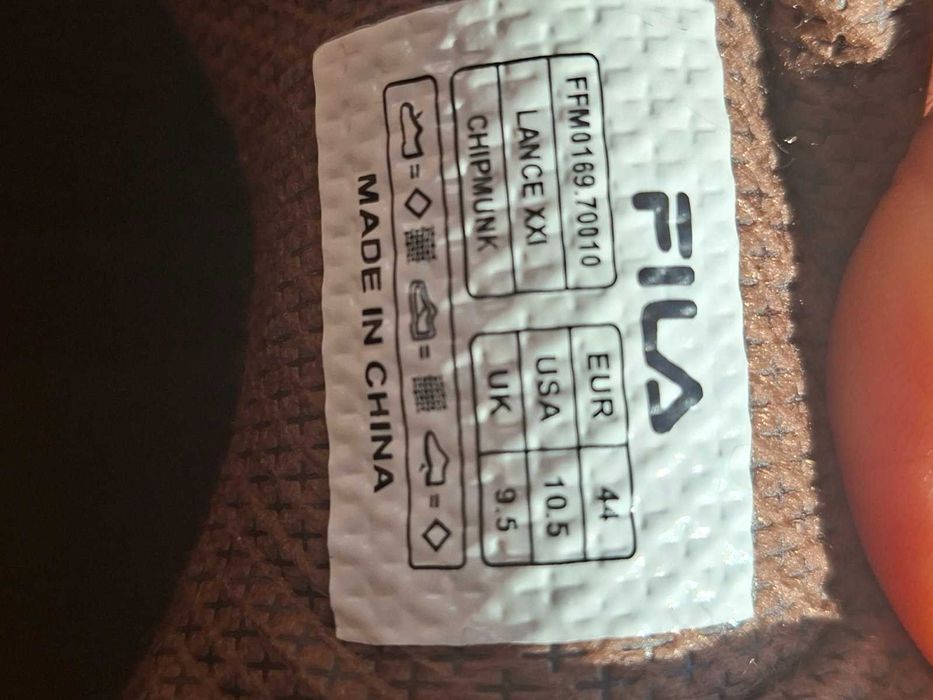 FILA
FFM0169.70010
LANCE XXI
CHIPMUNK
EUR 44
USA 10.5
UK 9.5
MADE IN CHINA